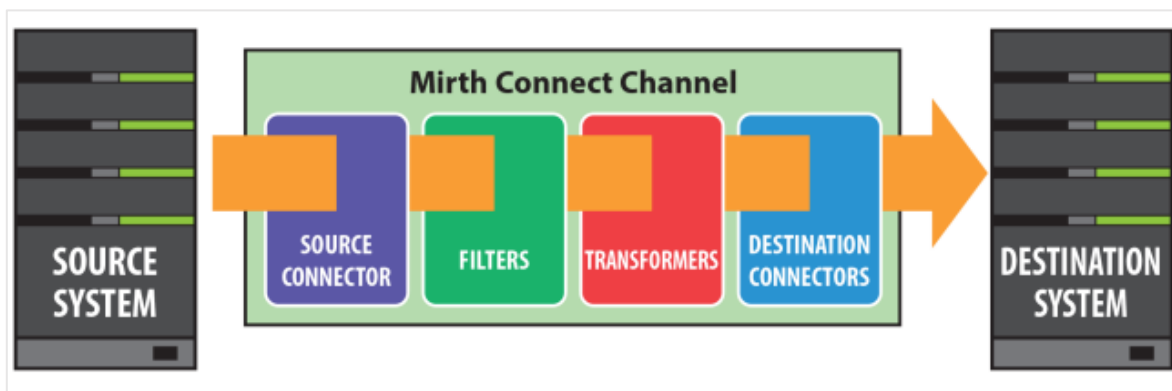 Mirth Connect Channel
SOURCE
SYSTEM
SOURCE
CONNECTOR
FILTERS
TRANSFORMERS
DESTINATION
CONNECTORS
DESTINATION
SYSTEM